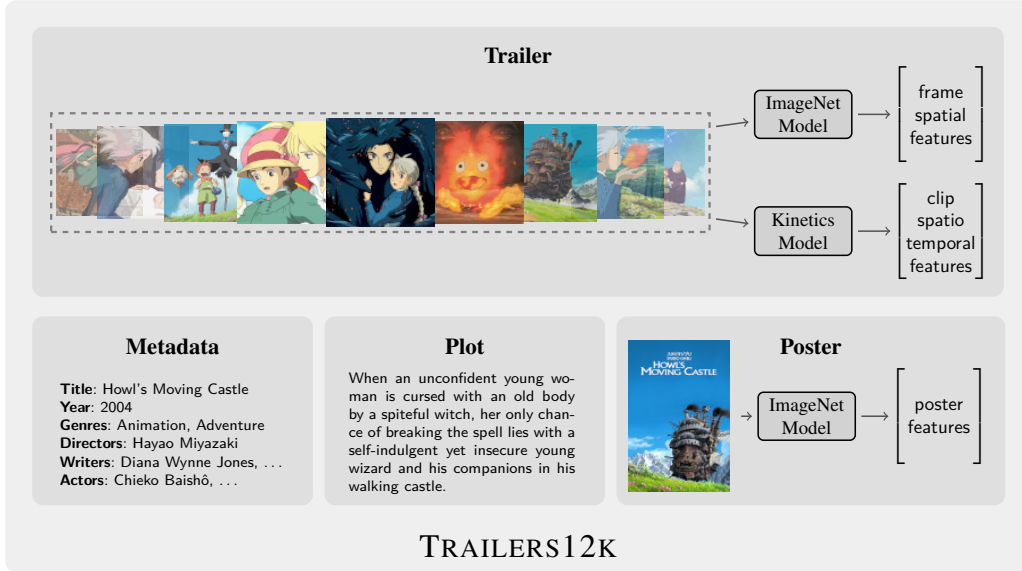 Trailer
ImageNet
Model
frame
spatial
features
Kinetics
Model
clip
spatio
temporal
features
Metadata
Title: Howl's Moving Castle
Year: 2004
Genres: Animation, Adventure
Directors: Hayao Miyazaki
Writers: Diana Wynne Jones, ...
Actors: Chieko Baishô, ...
Plot
When an unconfident young wo-
man is cursed with an old body
by a spiteful witch, her only chan-
ce of breaking the spell lies with a
self-indulgent yet insecure young
wizard and his companions in his
walking castle.
Poster
HOWL'S
MOVING CASTLE
ImageNet
Model
poster
features
TRAILERS12K